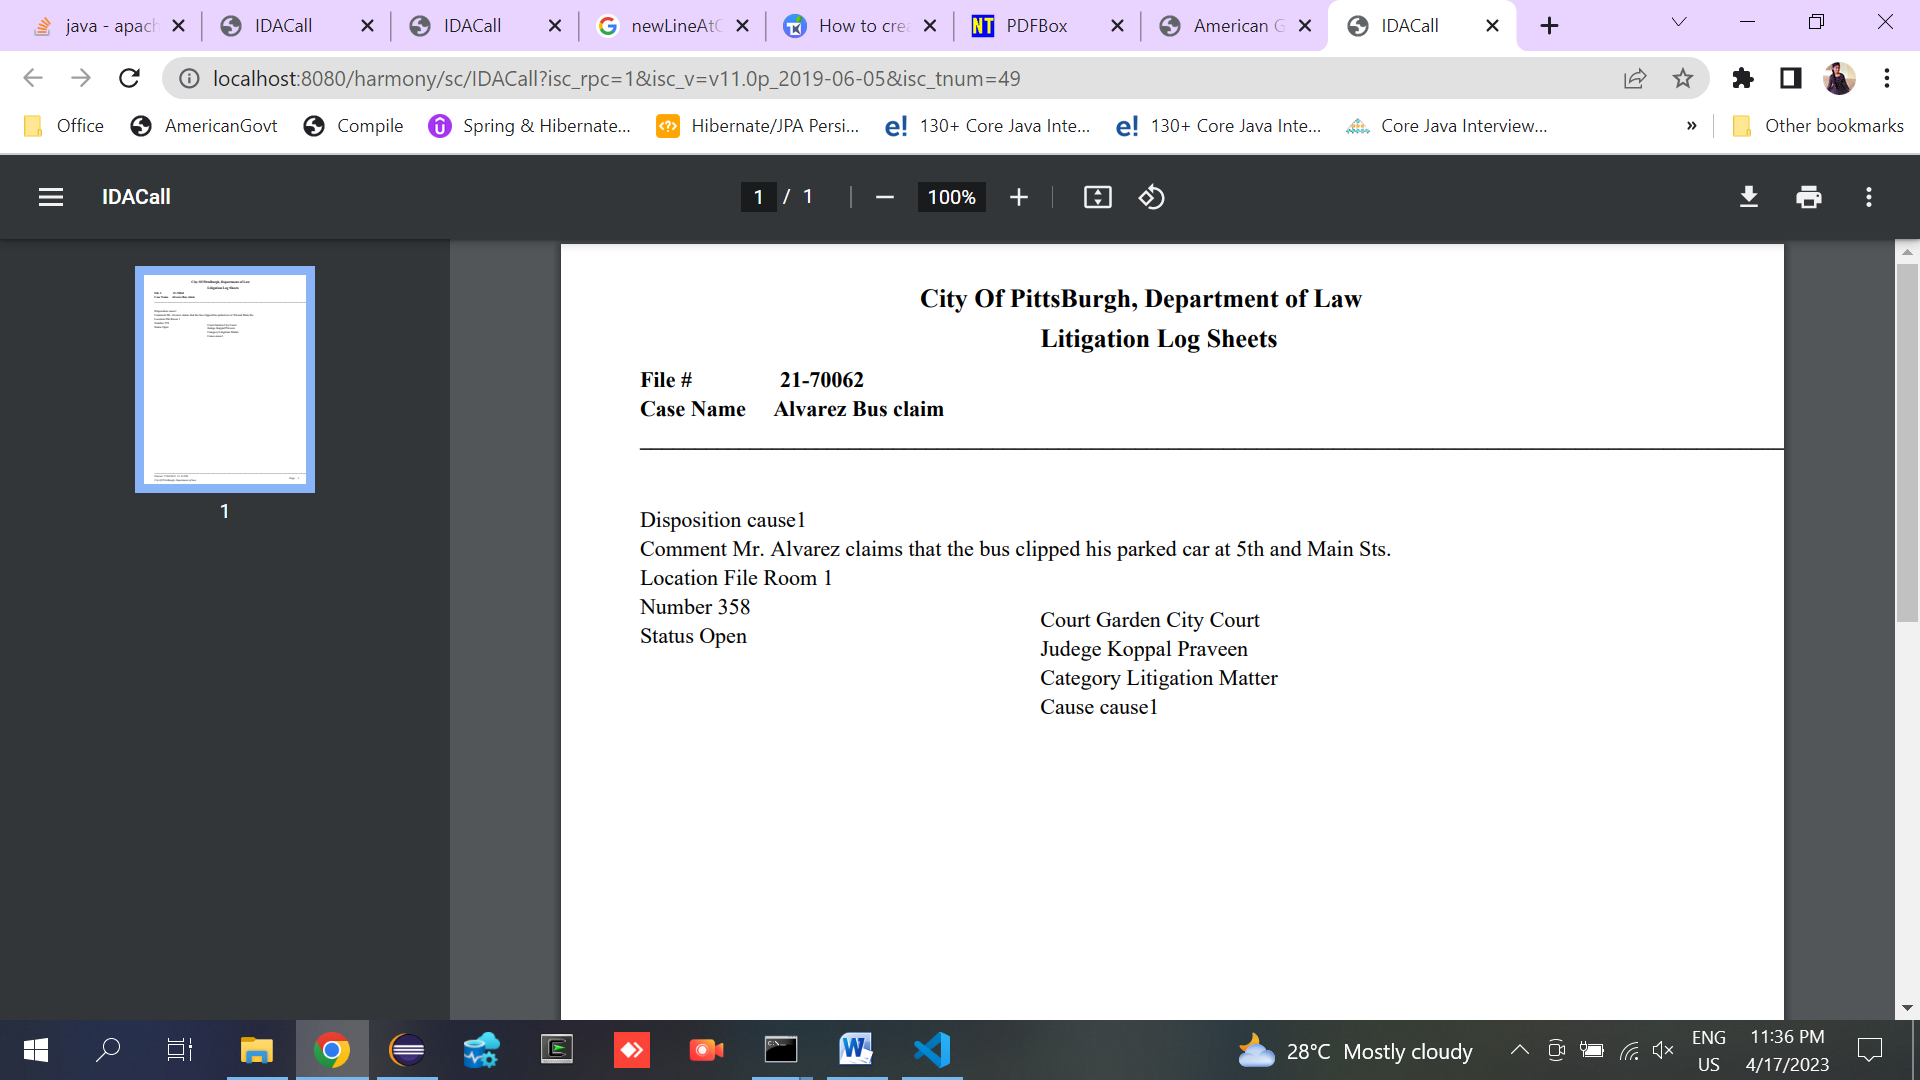 java - apach
IDACall
IDACall
newLineAtO
How to crea
PDFBox
American G
IDACall
localhost:8080/harmony/sc/IDACall?isc_rpc=1&isc_v=v11.0p_2019-06-05&isc_tnum=49
Office
AmericanGovt
Compile
Spring & Hibernate...
Hibernate/JPA Persi...
e! 130+ Core Java Inte...
e! 130+ Core Java Inte...
Core Java Interview...
»
Other bookmarks
IDACall
1 / 1
100%
1
City Of PittsBurgh, Department of Law
Litigation Log Sheets
File # 21-70062
Case Name Alvarez Bus claim
Disposition cause1
Comment Mr. Alvarez claims that the bus clipped his parked car at 5th and Main Sts.
Location File Room 1
Number 358
Status Open
Court Garden City Court
Judege Koppal Praveen
Category Litigation Matter
Cause cause1
28°C Mostly cloudy
ENG
US
11:36 PM
4/17/2023